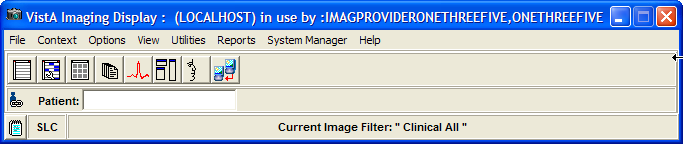 VistA Imaging Display : (LOCALHOST) in use by :IMAGPROVIDERONETHREEFIVE,ONETHREEFIVE
File Context Options View Utilities Reports System Manager Help
Patient:
SLC Current Image Filter: " Clinical All "